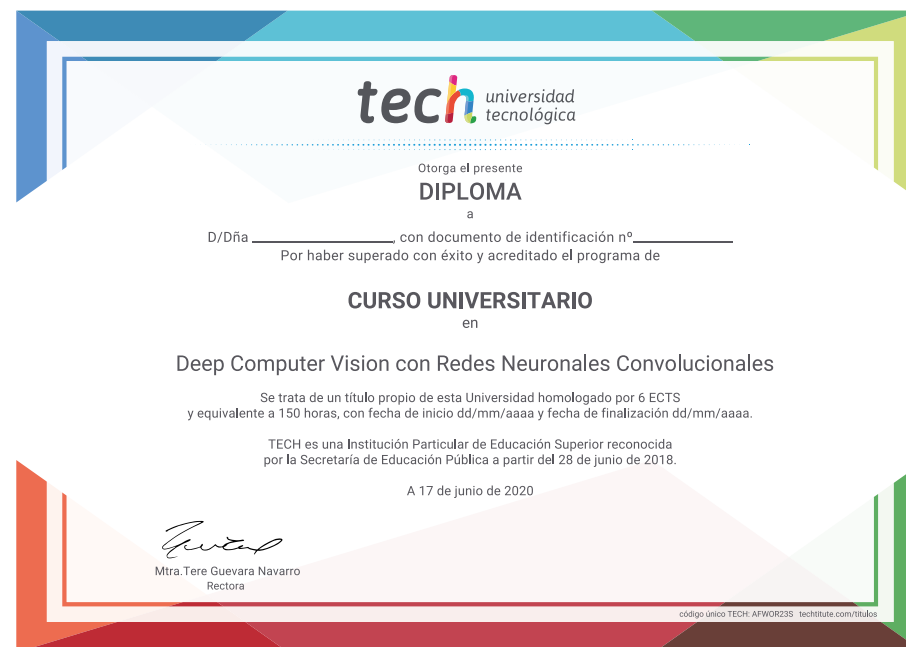 tech universidad
tecnológica
Otorga el presente
DIPLOMA
a
D/Dña ____________________, con documento de identificación nº______________
Por haber superado con éxito y acreditado el programa de
CURSO UNIVERSITARIO
en
Deep Computer Vision con Redes Neuronales Convolucionales
Se trata de un título propio de esta Universidad homologado por 6 ECTS
y equivalente a 150 horas, con fecha de inicio dd/mm/aaaa y fecha de finalización dd/mm/aaaa.
TECH es una Institución Particular de Educación Superior reconocida
por la Secretaría de Educación Pública a partir del 28 de junio de 2018.
A 17 de junio de 2020
Mtra.Tere Guevara Navarro
Rectora
código único TECH: AFWOR23S techtitute.com/titulos